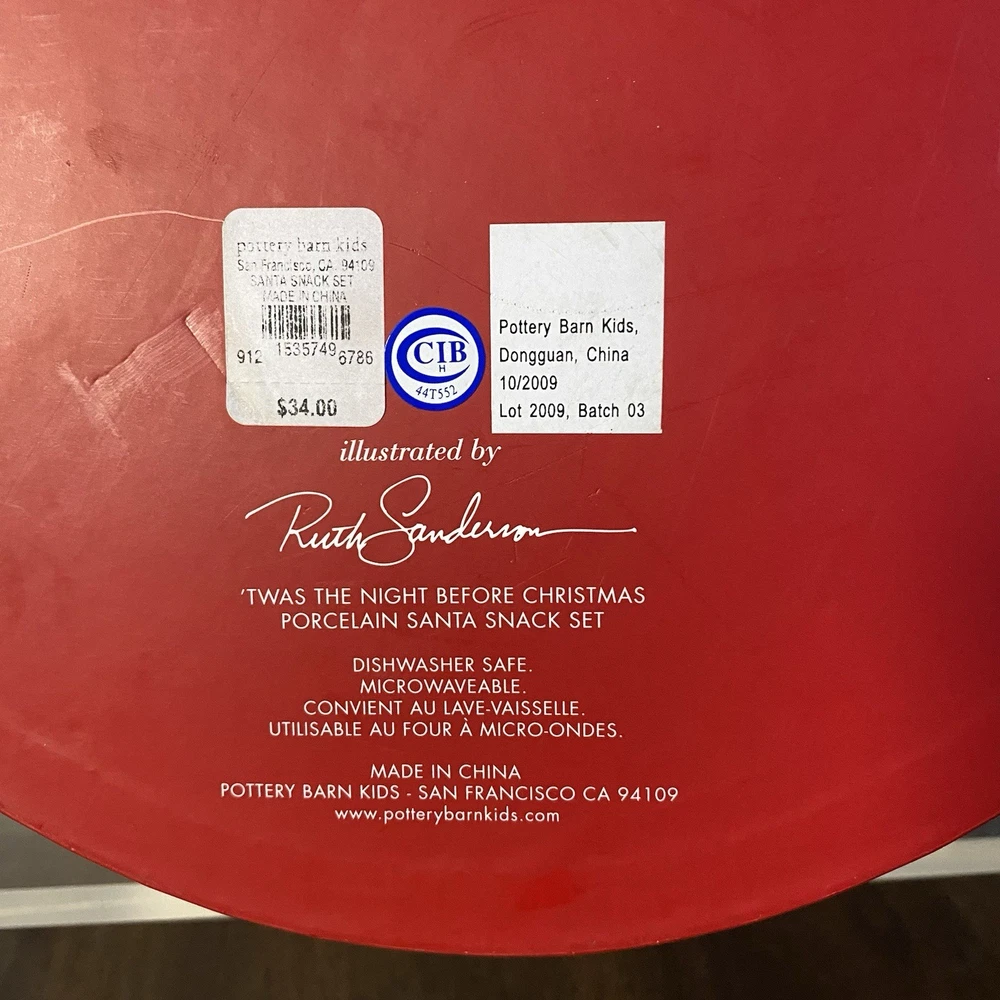 pottery barn kids
San Francisco, CA. 94109
SANTA SNACK SET
MADE IN CHINA
912 1535749 6786
$34.00
CIB
H
44T552
Pottery Barn Kids,
Dongguan, China
10/2009
Lot 2009, Batch 03
illustrated by
Ruth Sanderson
'TWAS THE NIGHT BEFORE CHRISTMAS
PORCELAIN SANTA SNACK SET
DISHWASHER SAFE.
MICROWAVEABLE.
CONVIENT AU LAVE-VAISSELLE.
UTILISABLE AU FOUR À MICRO-ONDES.
MADE IN CHINA
POTTERY BARN KIDS - SAN FRANCISCO CA 94109
www.potterybarnkids.com